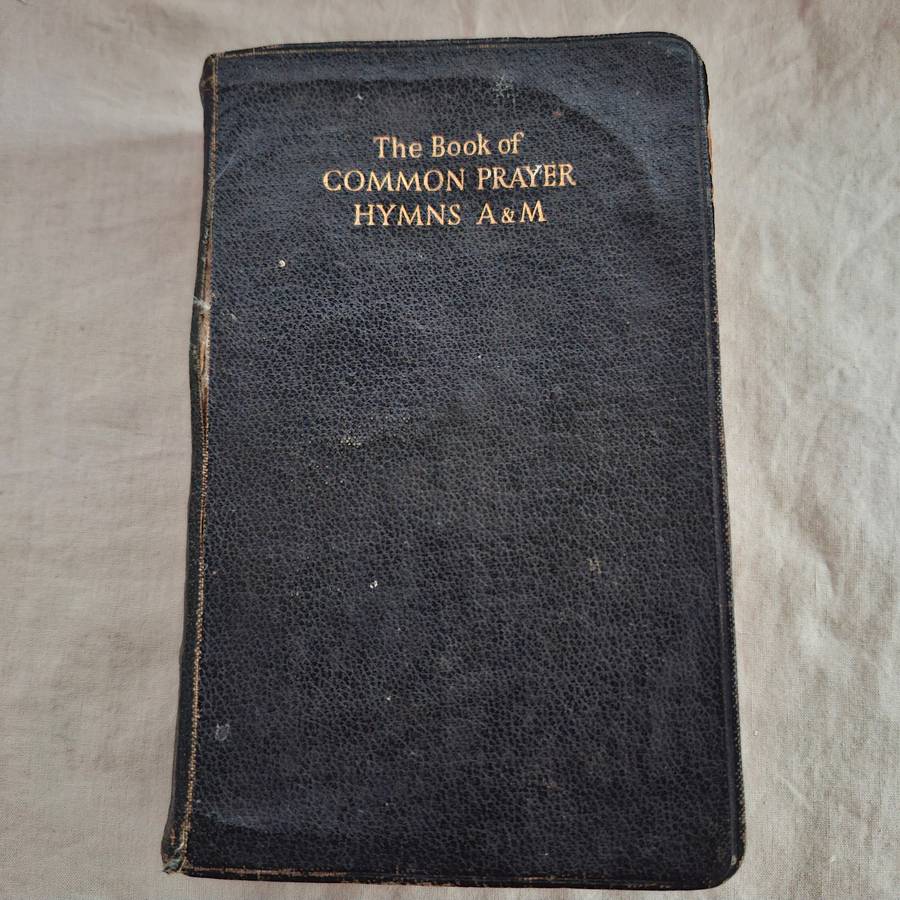 The Book of
COMMON PRAYER
HYMNS A & M